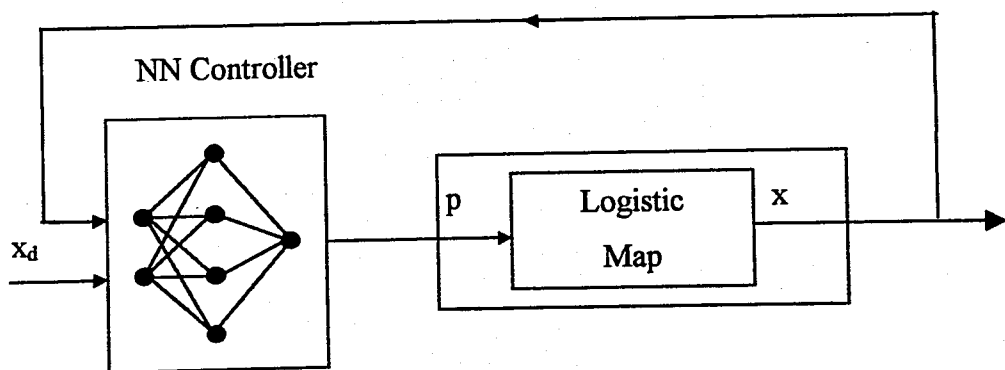 NN Controller
x_d
p
Logistic
Map
x